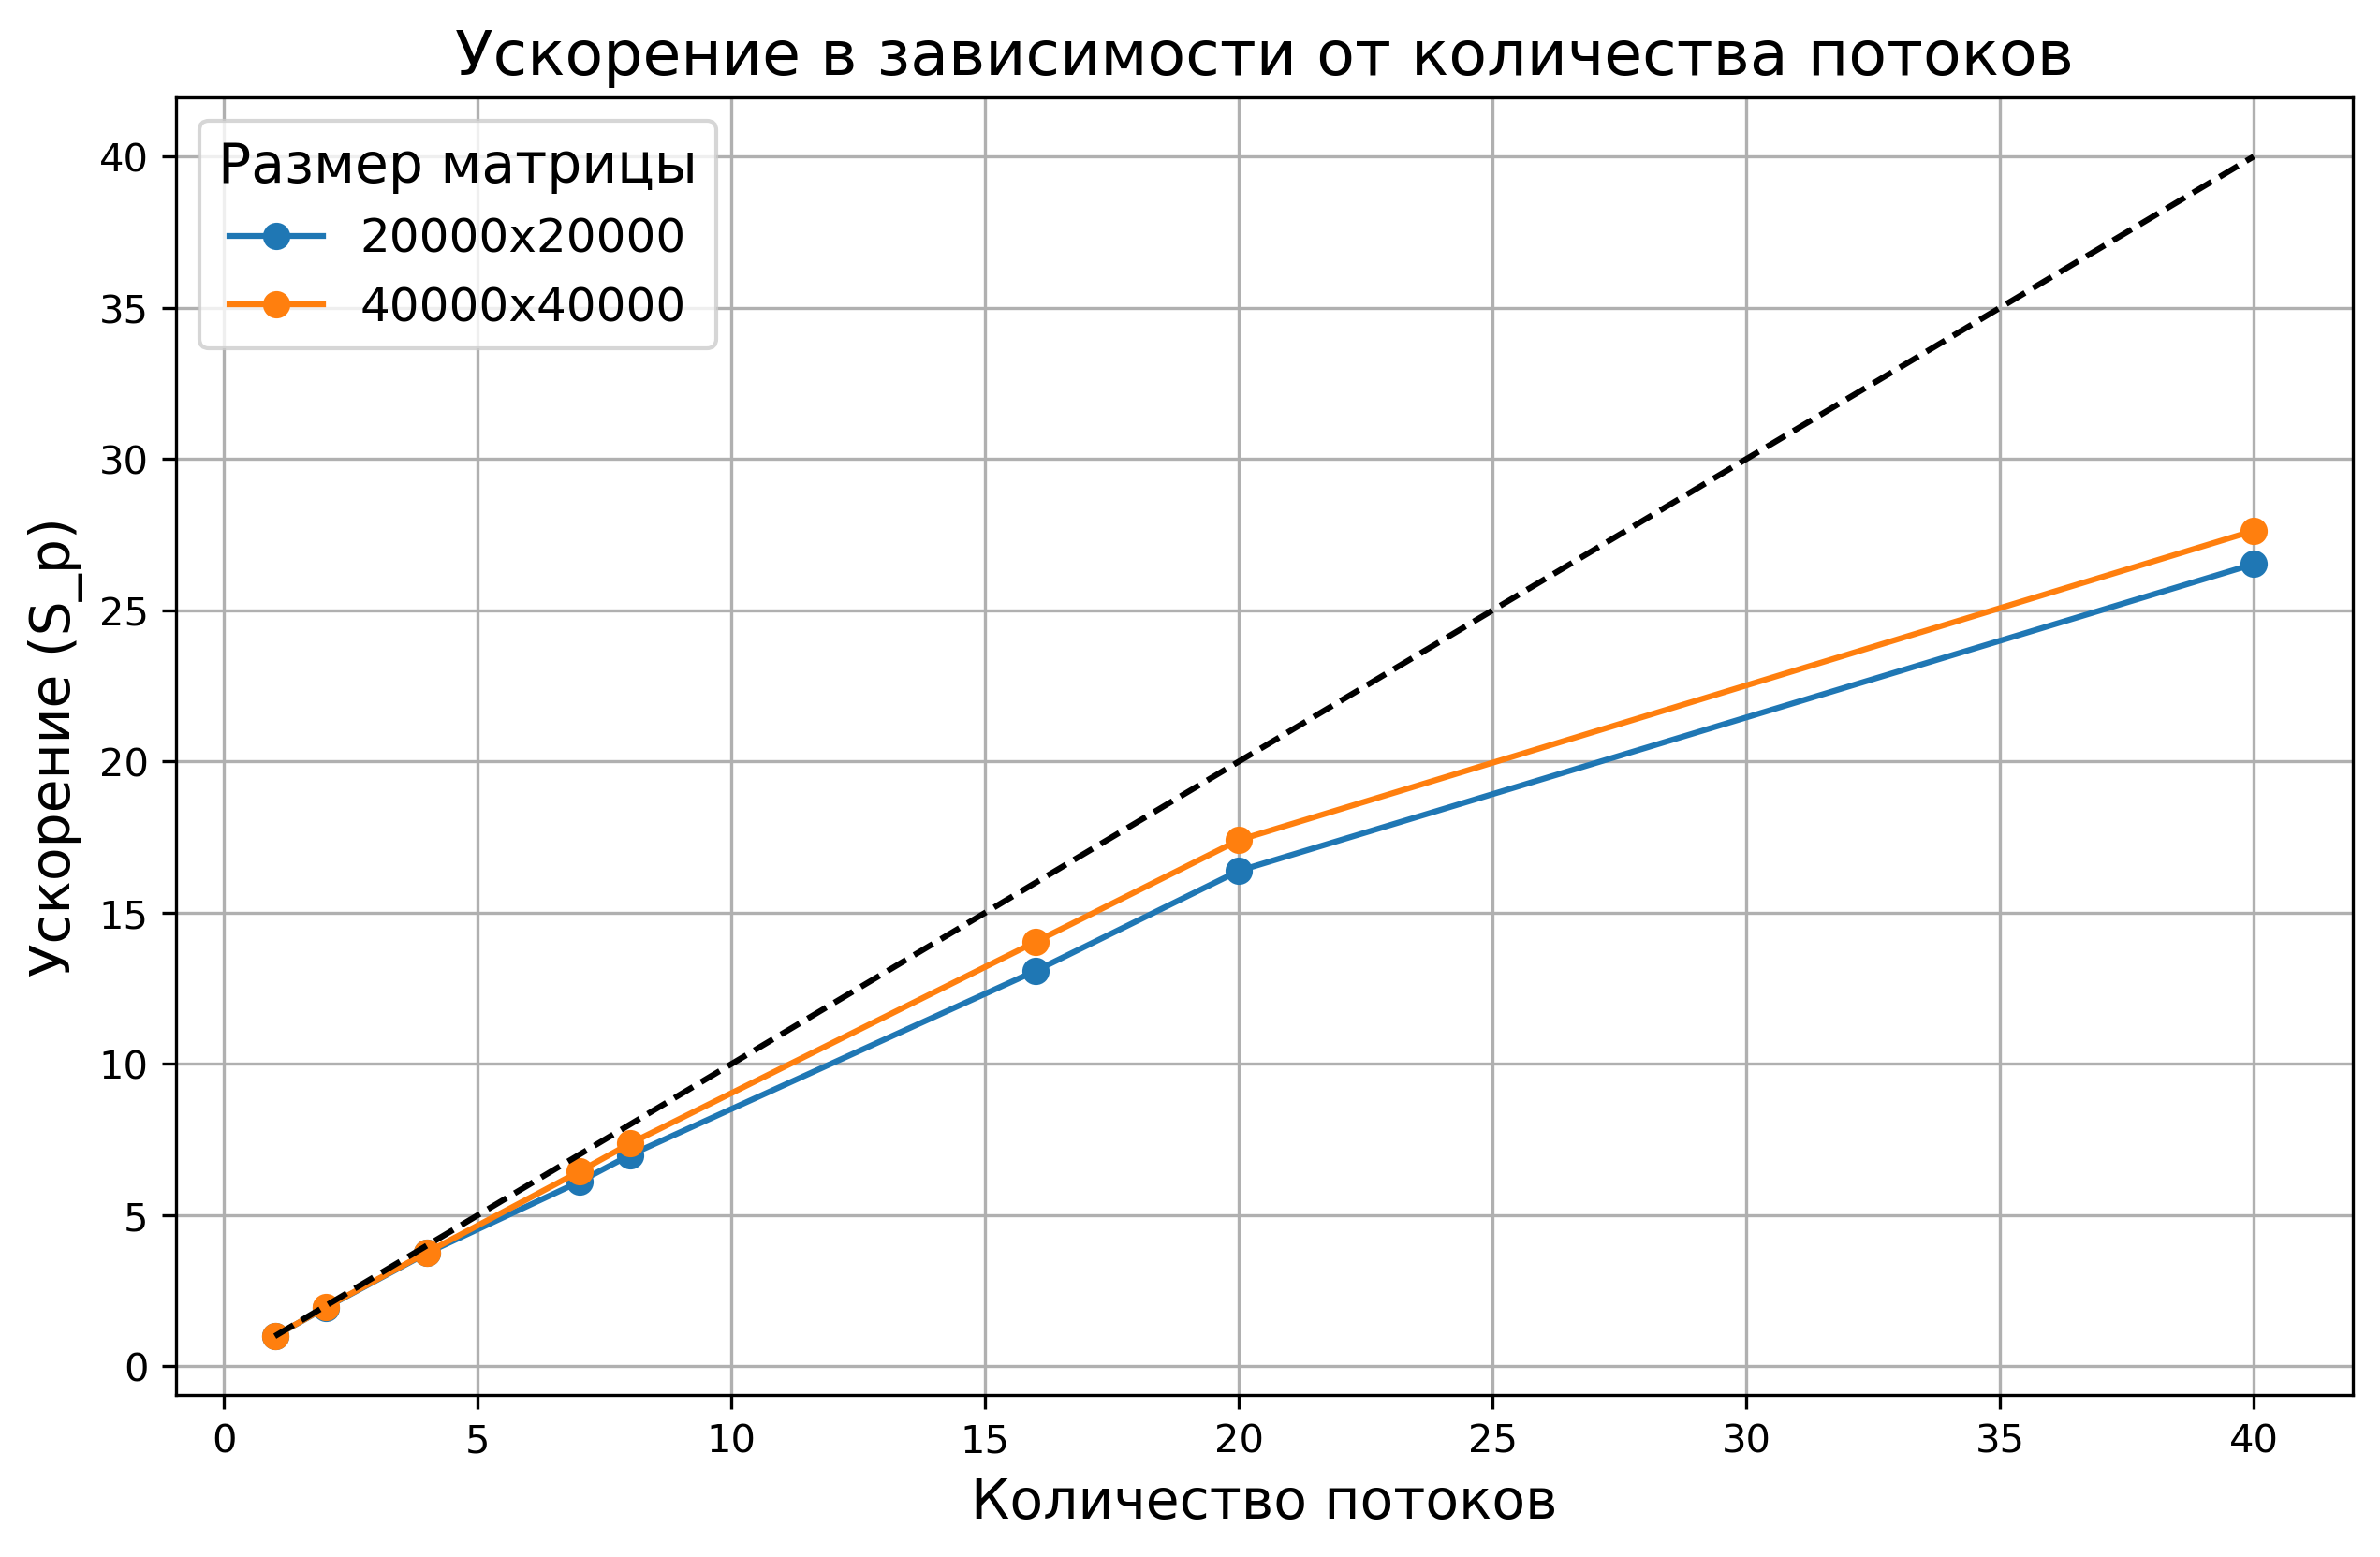 Ускорение в зависимости от количества потоков
Размер матрицы
20000x20000
40000x40000
Ускорение (S_p)
40
35
30
25
20
15
10
5
0
0 5 10 15 20 25 30 35 40
Количество потоков